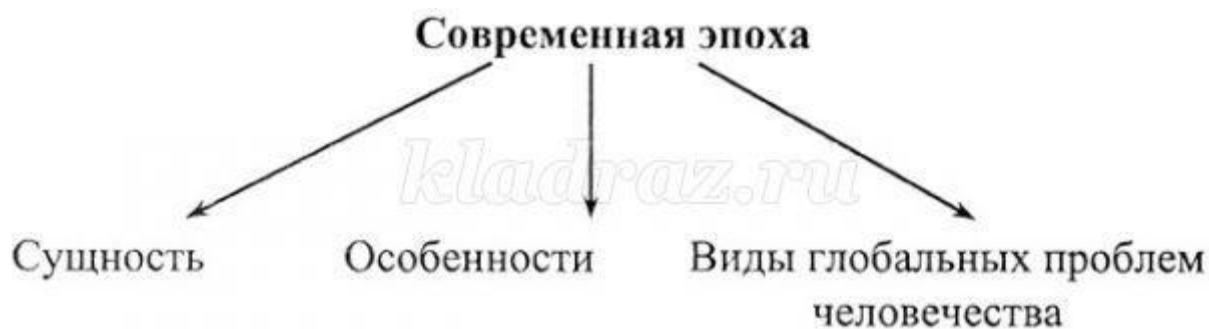 Современная эпоха
kladraz.ru
Сущность Особенности Виды глобальных проблем
человечества